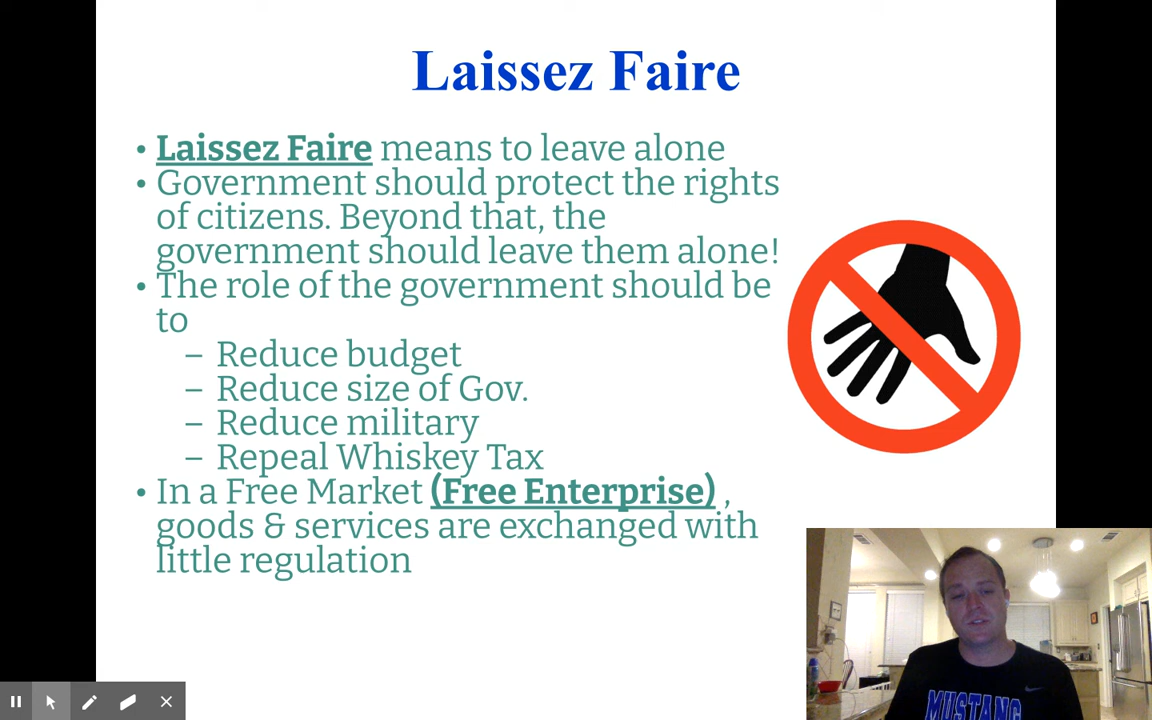 Laissez Faire
• Laissez Faire means to leave alone
• Government should protect the rights
of citizens. Beyond that, the
government should leave them alone!
• The role of the government should be
to
– Reduce budget
– Reduce size of Gov.
– Reduce military
– Repeal Whiskey Tax
• In a Free Market (Free Enterprise) ,
goods & services are exchanged with
little regulation
MUSTANG